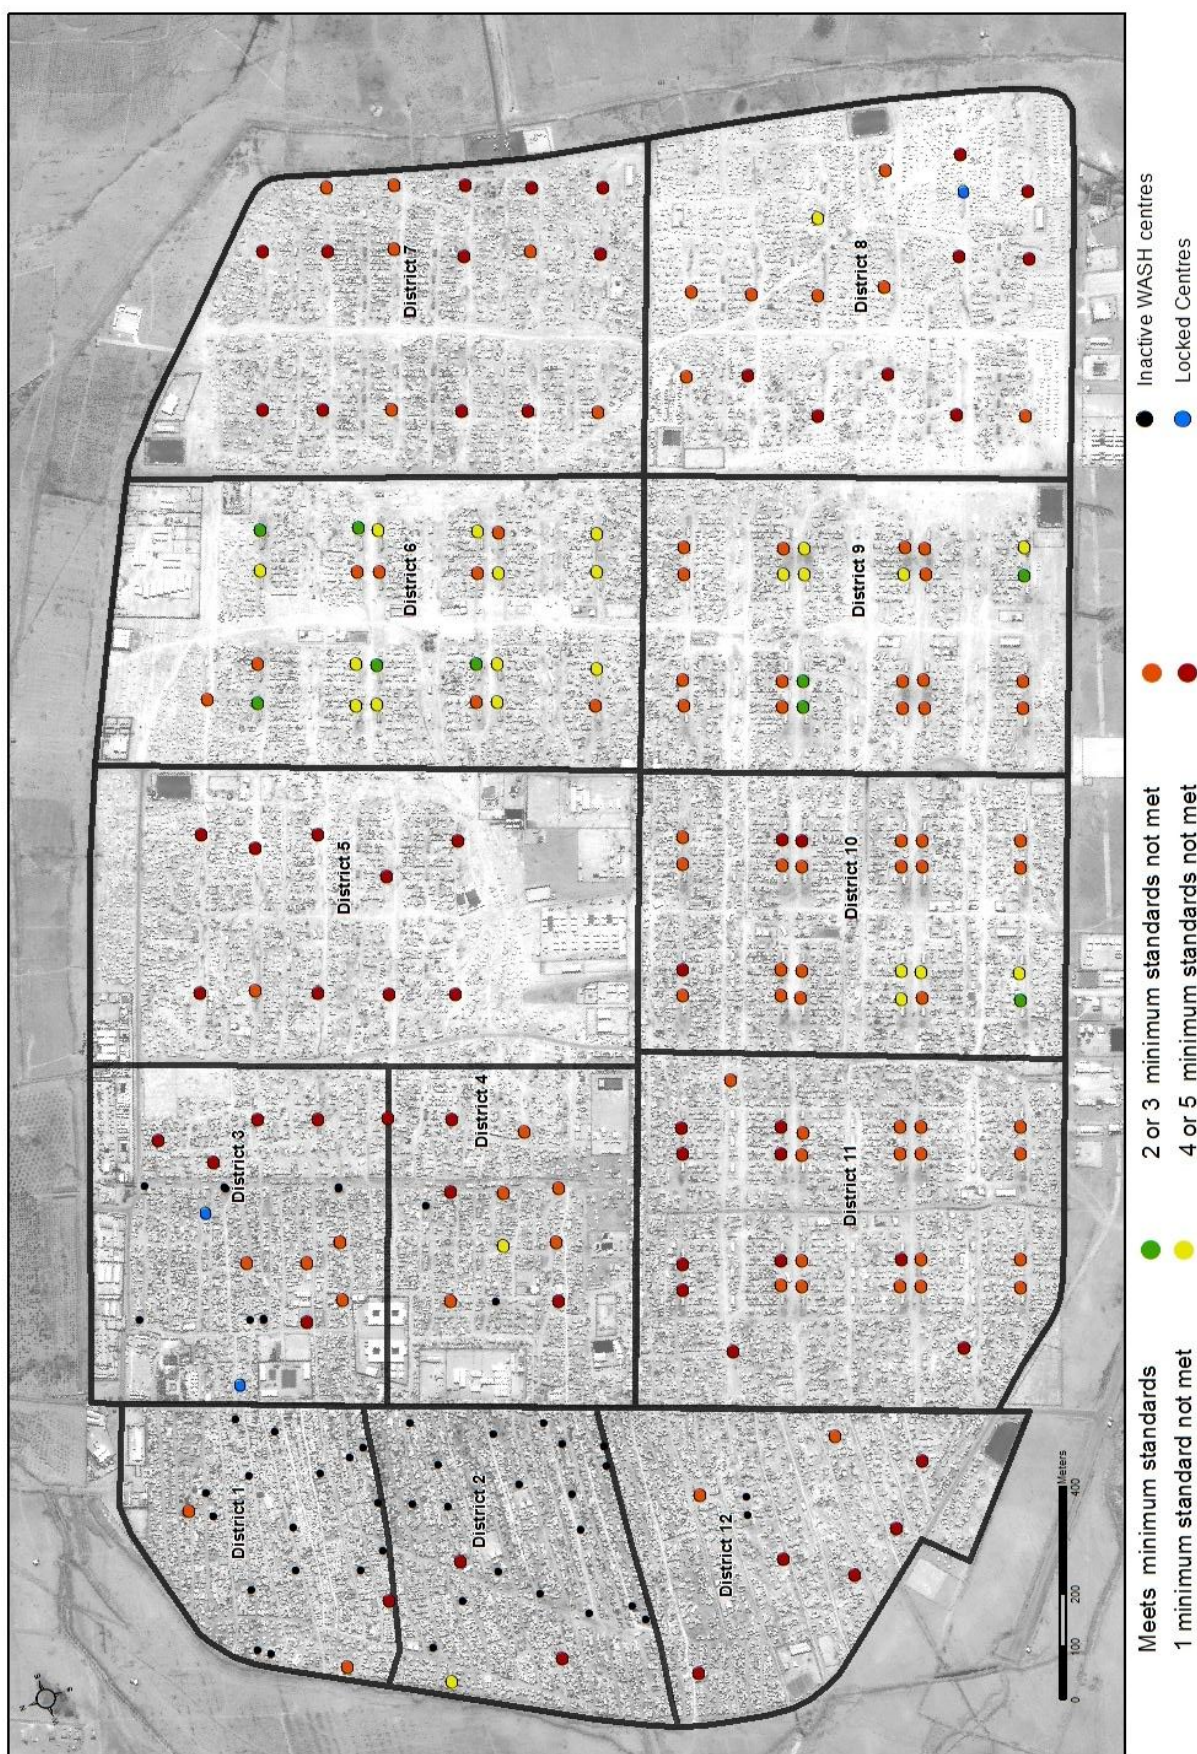 District 1
District 2
District 3
District 4
District 5
District 6
District 7
District 8
District 9
District 10
District 11
District 12
0 100 200 400
Meters
Meets minimum standards
1 minimum standard not met
2 or 3 minimum standards not met
4 or 5 minimum standards not met
Inactive WASH centres
Locked Centres